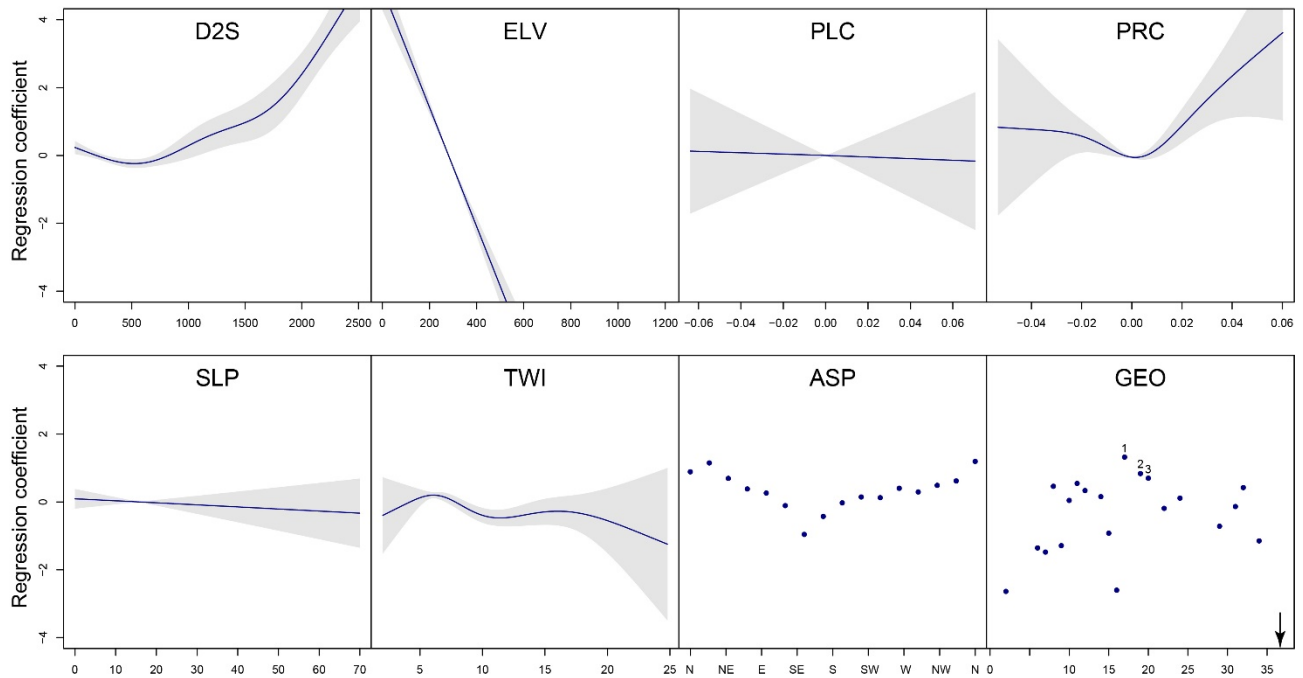 D2S ELV PLC PRC
Regression coefficient
4
2
0
−2
−4
0 500 1000 1500 2000 2500
0 200 400 600 800 1000 1200
−0.06 −0.04 −0.02 0.00 0.02 0.04 0.06
−0.04 −0.02 0.00 0.02 0.04 0.06
SLP TWI ASP GEO
Regression coefficient
4
2
0
−2
−4
1
2
3
0 10 20 30 40 50 60 70
5 10 15 20 25
N NE E SE S SW W NW N
0 10 15 20 25 30 35